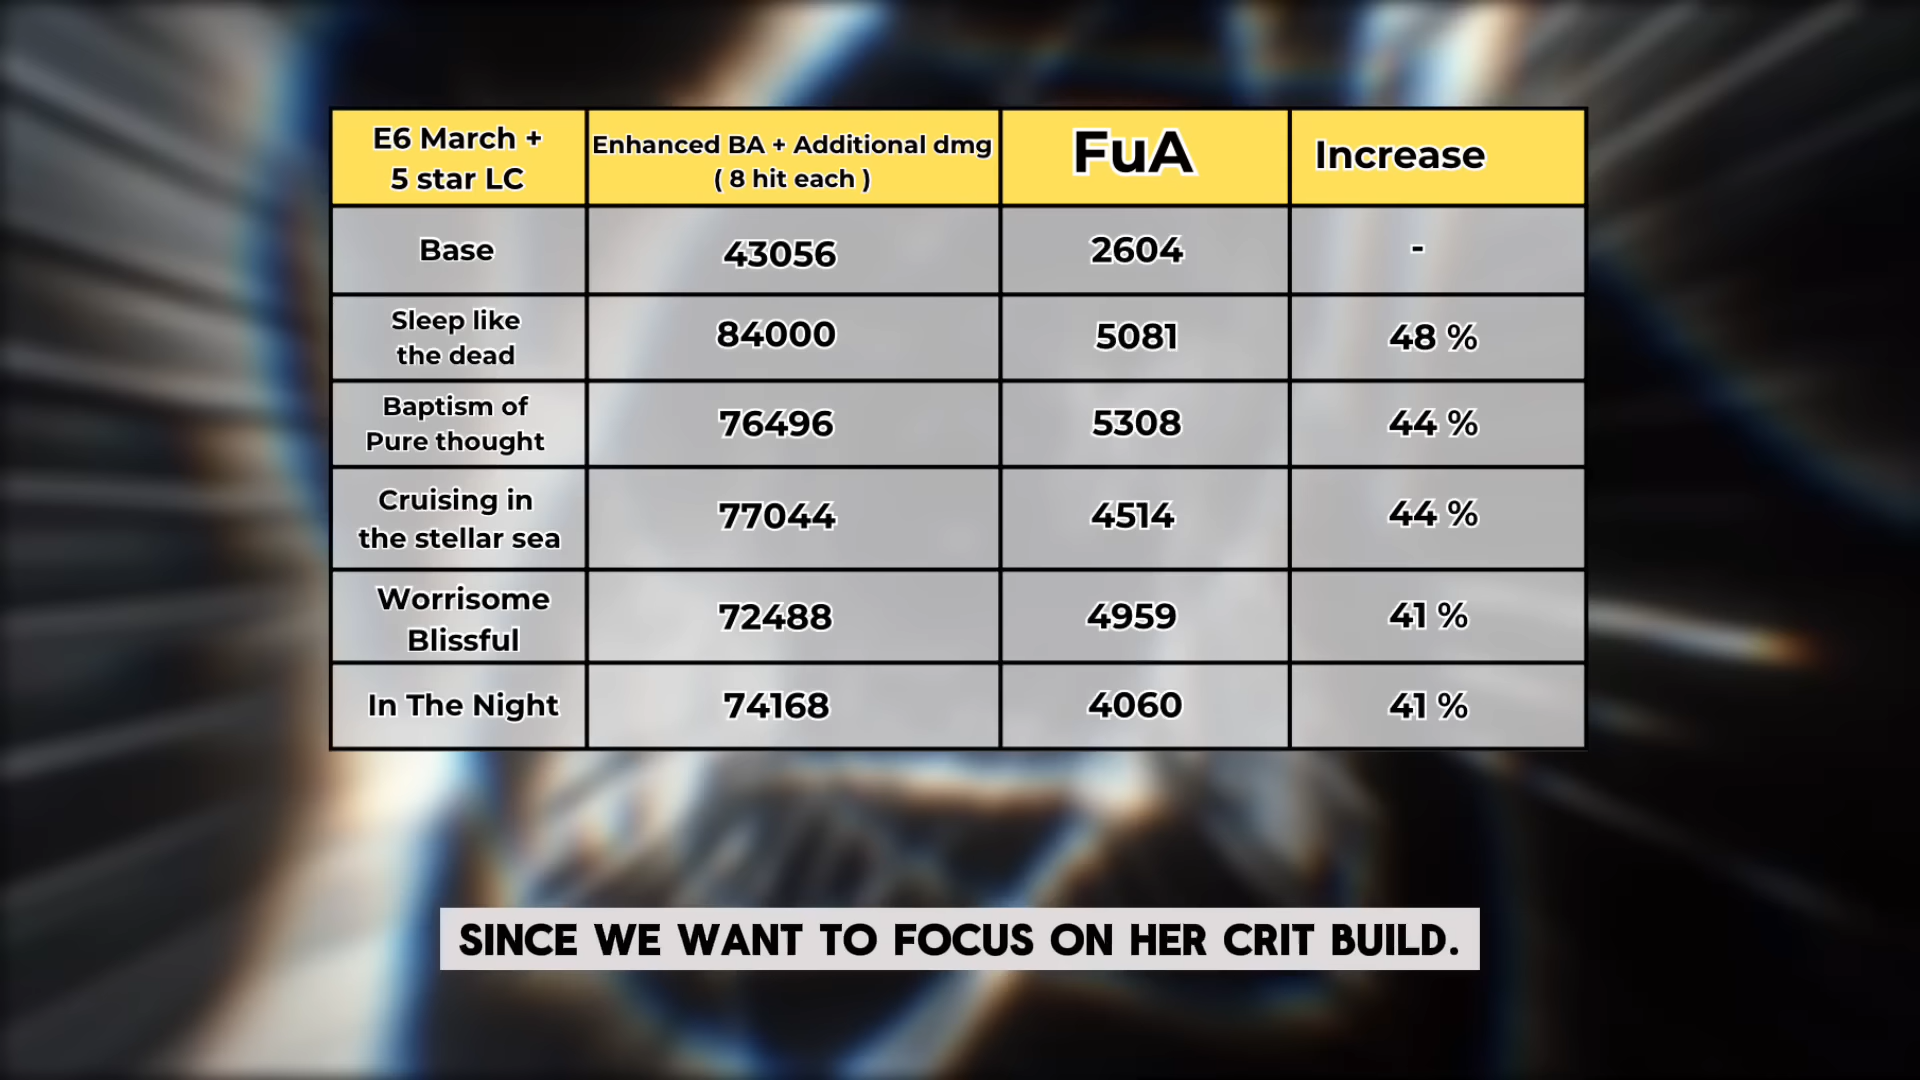 E6 March +
5 star LC
Enhanced BA + Additional dmg
( 8 hit each )
FuA
Increase
Base
43056
2604
-
Sleep like
the dead
84000
5081
48 %
Baptism of
Pure thought
76496
5308
44 %
Cruising in
the stellar sea
77044
4514
44 %
Worrisome
Blissful
72488
4959
41 %
In The Night
74168
4060
41 %
SINCE WE WANT TO FOCUS ON HER CRIT BUILD.